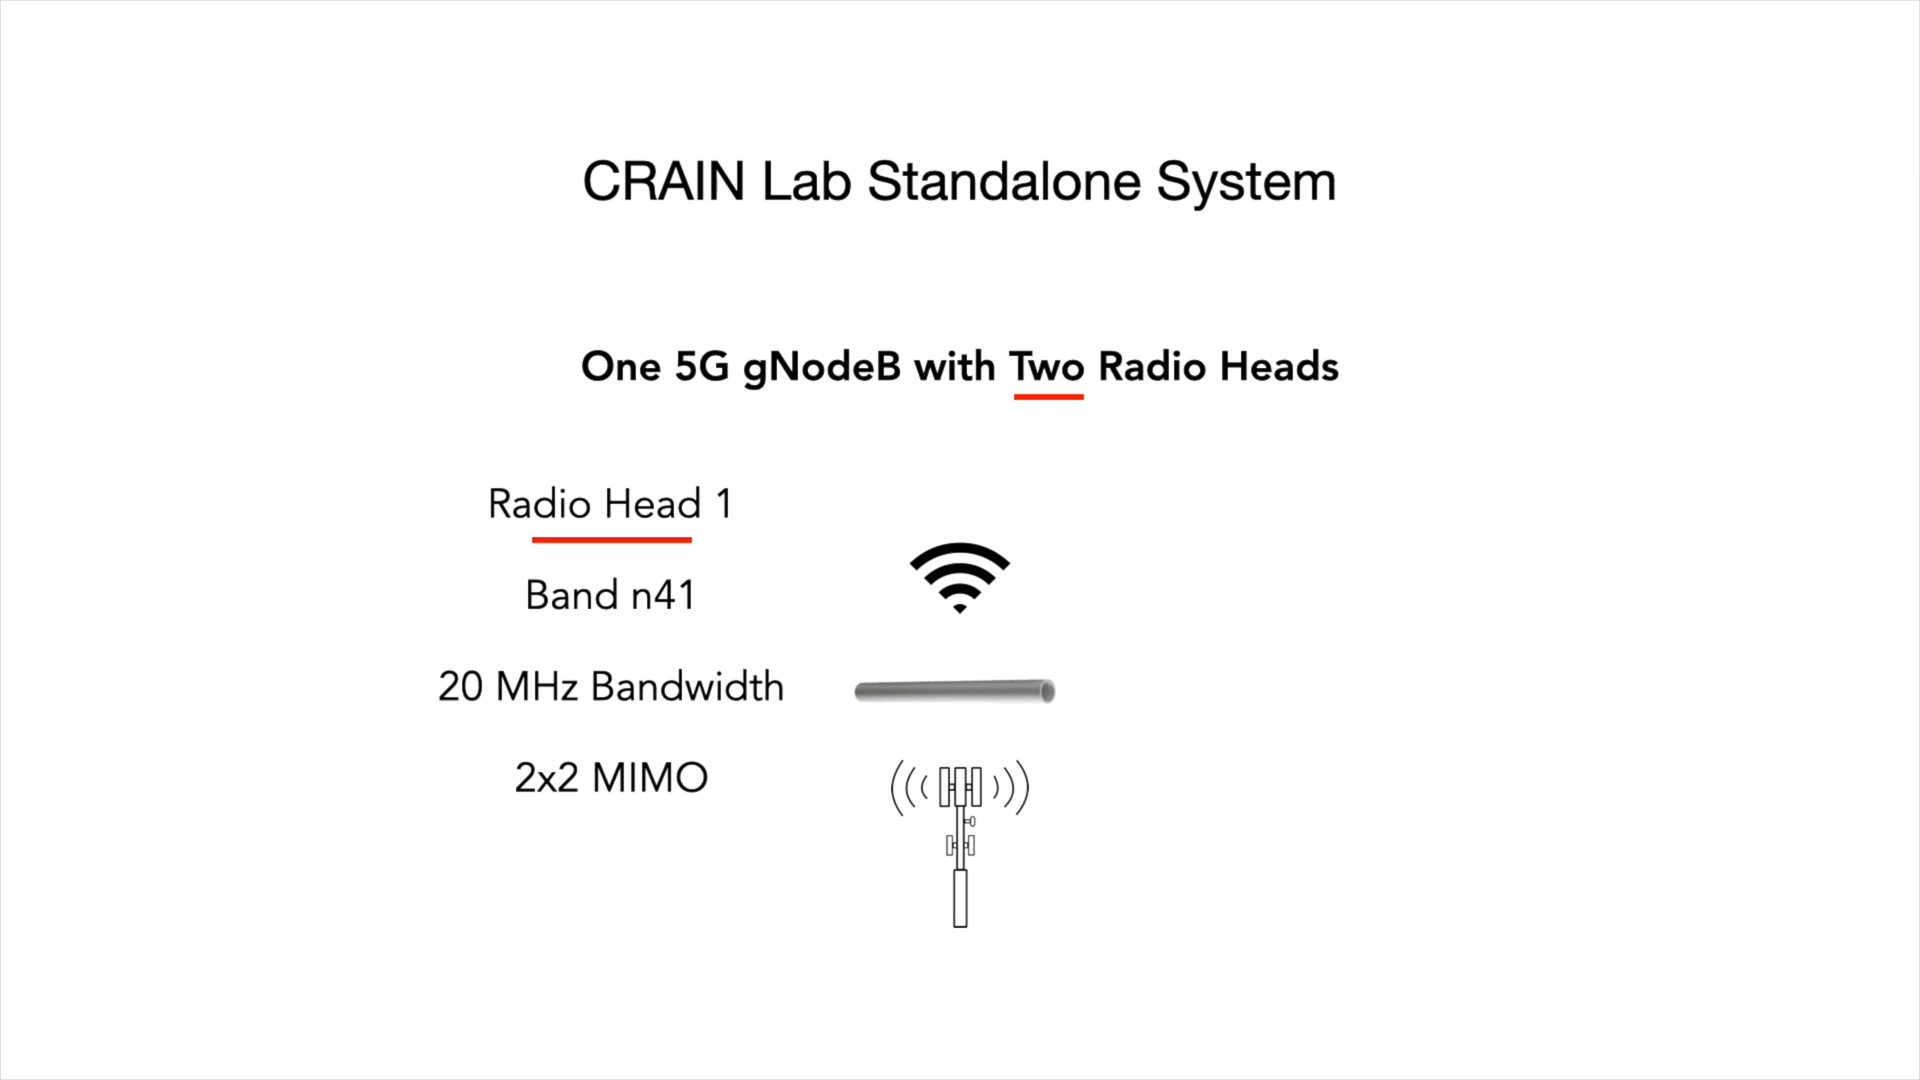 CRAIN Lab Standalone System
One 5G gNodeB with Two Radio Heads
Radio Head 1
Band n41
20 MHz Bandwidth
2x2 MIMO